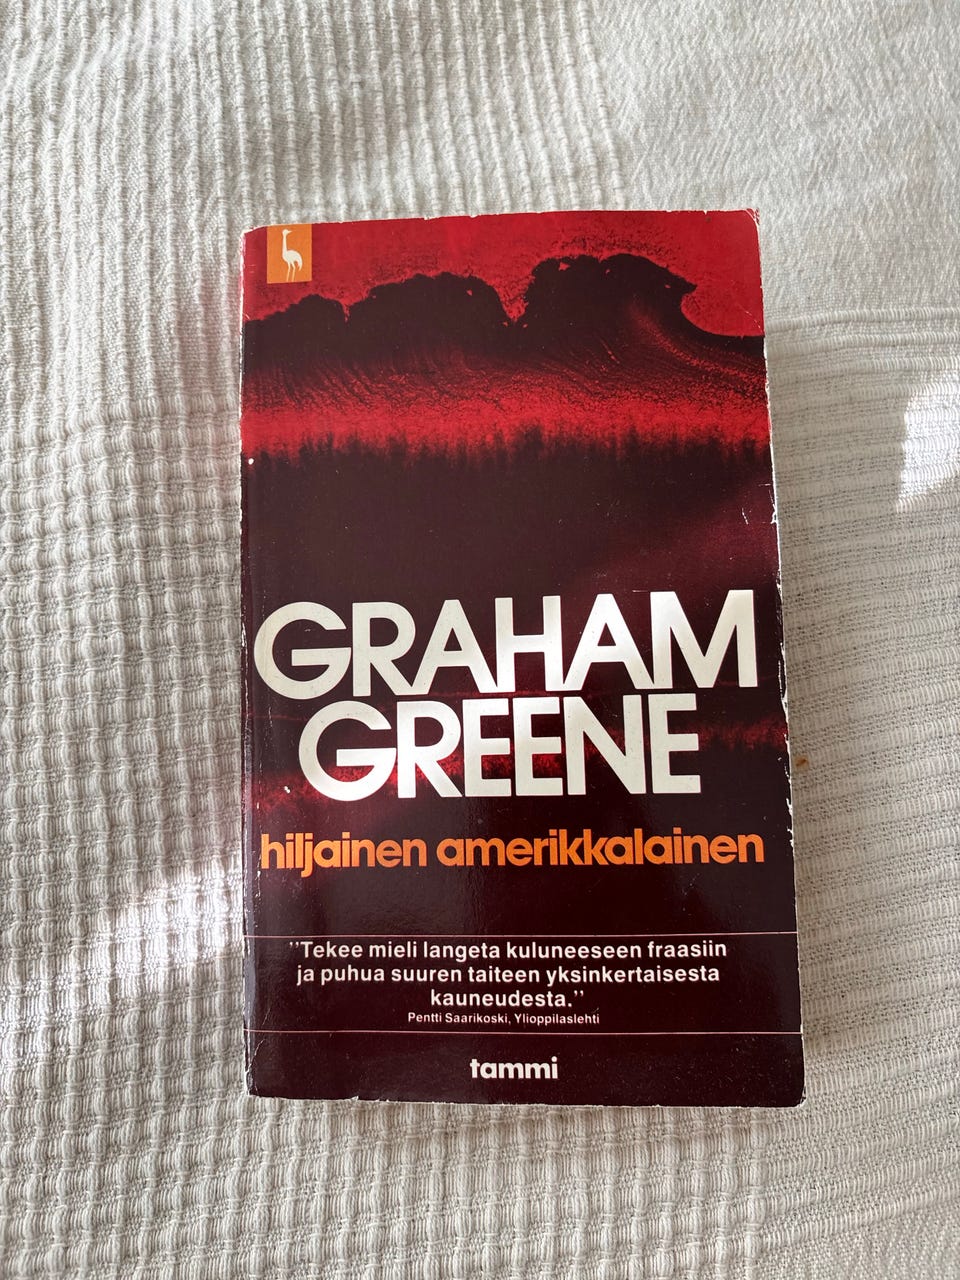 GRAHAM
GREENE
hiljainen amerikkalainen
”Tekee mieli langeta kuluneeseen fraasiin
ja puhua suuren taiteen yksinkertaisesta
kauneudesta.”
Pentti Saarikoski, Ylioppilaslehti
tammi